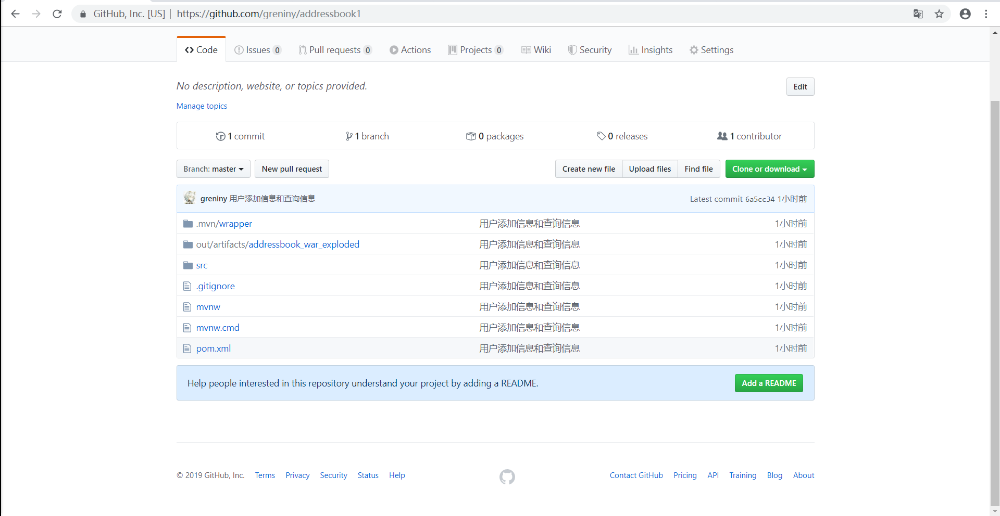 GitHub, Inc. [US] | https://github.com/greniny/addressbook1
Code Issues 0 Pull requests 0 Actions Projects 0 Wiki Security Insights Settings
No description, website, or topics provided. Edit
Manage topics
1 commit 1 branch 0 packages 0 releases 1 contributor
Branch: master New pull request Create new file Upload files Find file Clone or download
greniny 用户添加信息和查询信息 Latest commit 6a5cc34 1小时前
.mvn/wrapper 用户添加信息和查询信息 1小时前
out/artifacts/addressbook_war_exploded 用户添加信息和查询信息 1小时前
src 用户添加信息和查询信息 1小时前
.gitignore 用户添加信息和查询信息 1小时前
mvnw 用户添加信息和查询信息 1小时前
mvnw.cmd 用户添加信息和查询信息 1小时前
pom.xml 用户添加信息和查询信息 1小时前
Help people interested in this repository understand your project by adding a README. Add a README
© 2019 GitHub, Inc. Terms Privacy Security Status Help Contact GitHub Pricing API Training Blog About